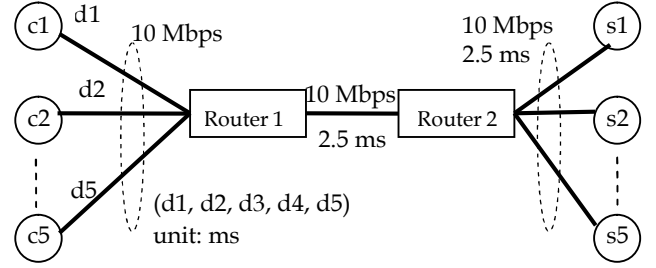 c1
d1
10 Mbps
10 Mbps
2.5 ms
s1
c2
d2
Router 1
10 Mbps
2.5 ms
Router 2
s2
d5
(d1, d2, d3, d4, d5)
unit: ms
c5
s5